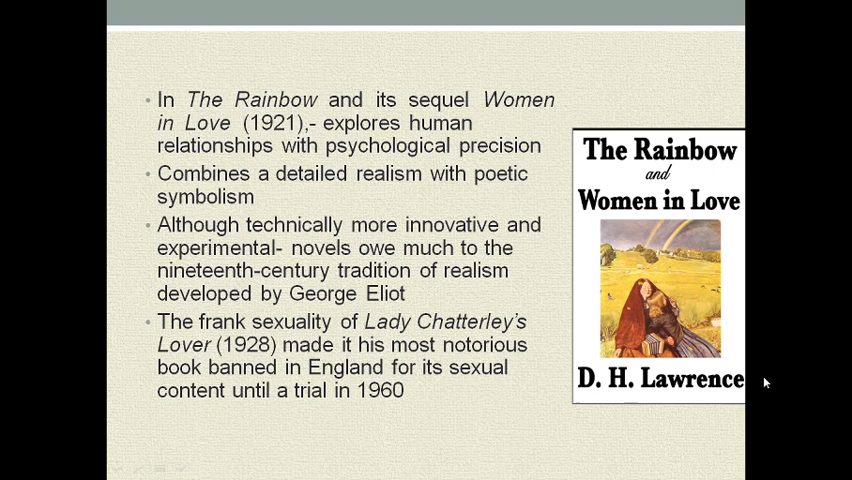 • In The Rainbow and its sequel Women
in Love (1921),- explores human
relationships with psychological precision
• Combines a detailed realism with poetic
symbolism
• Although technically more innovative and
experimental- novels owe much to the
nineteenth-century tradition of realism
developed by George Eliot
• The frank sexuality of Lady Chatterley's
Lover (1928) made it his most notorious
book banned in England for its sexual
content until a trial in 1960
The Rainbow
and
Women in Love
D. H. Lawrence